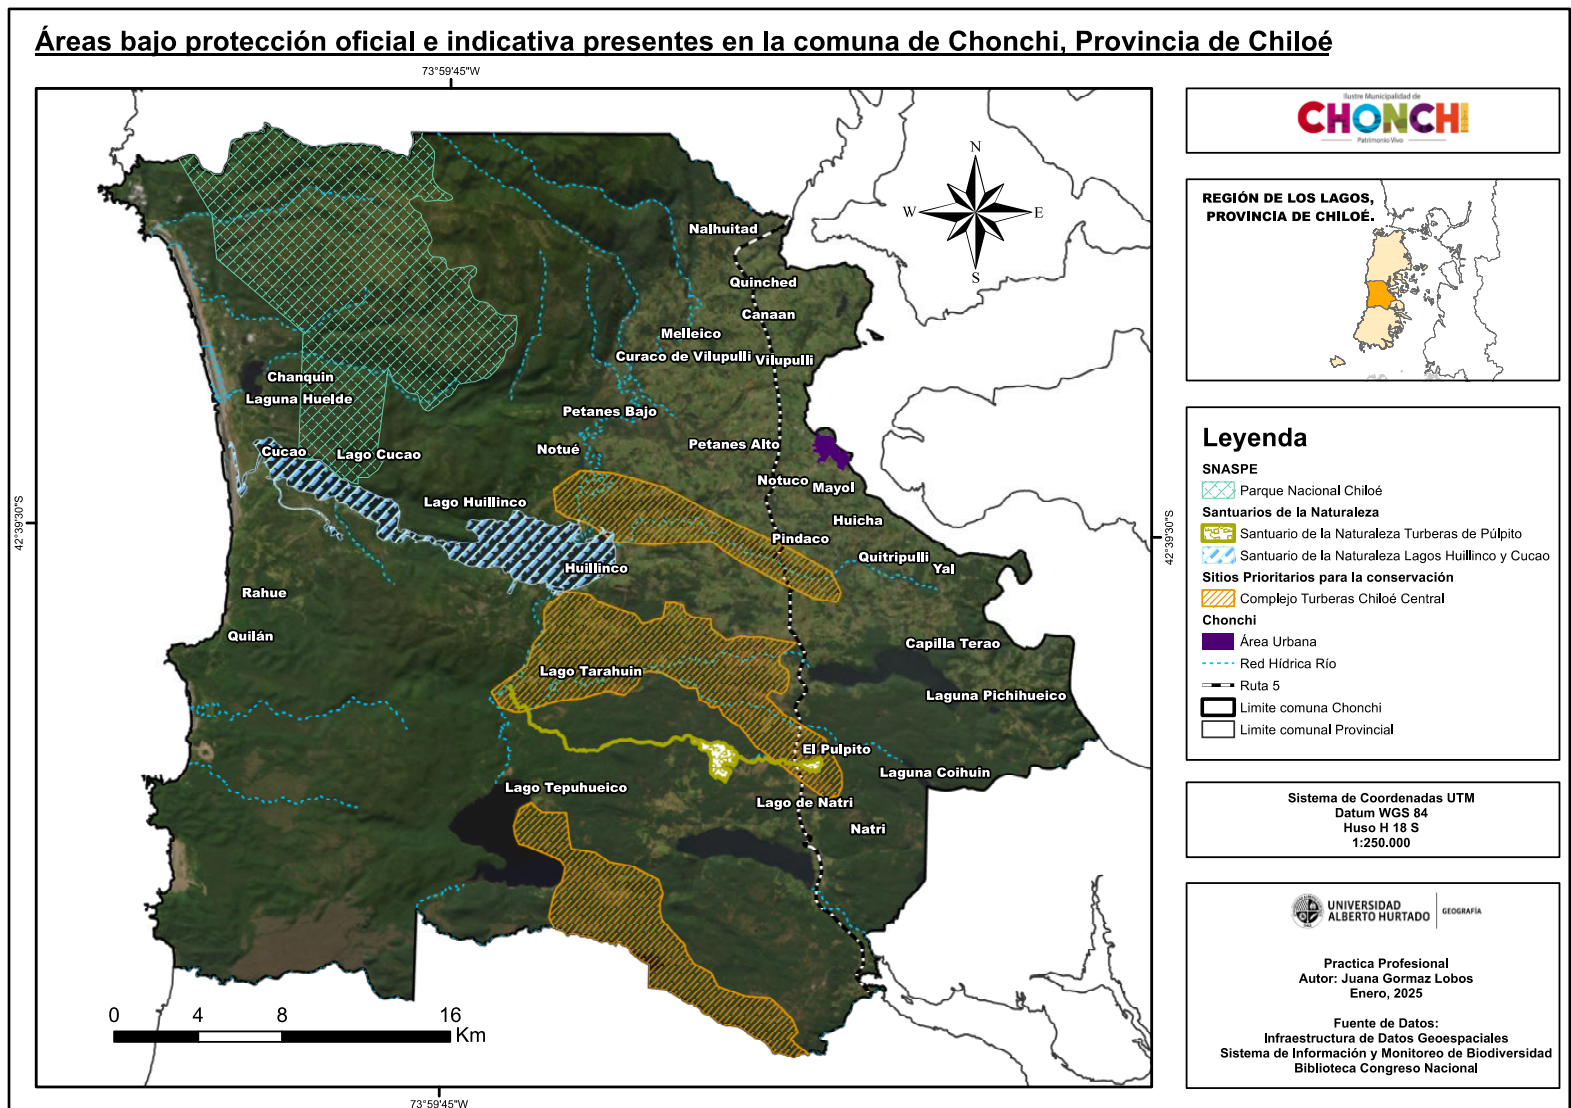 Áreas bajo protección oficial e indicativa presentes en la comuna de Chonchi, Provincia de Chiloé
73°59'45"W
42°39'30"S
42°39'30"S
73°59'45"W
N
W
E
S
Nalhuitad
Quinched
Canaan
Melleico
Curaco de Vilupulli
Vilupulli
Chanquin
Laguna Huelde
Petanes Bajo
Petanes Alto
Notué
Cucao
Lago Cucao
Notuco
Mayol
Lago Huillinco
Huicha
Pindaco
Quitripulli
Yal
Huillinco
Rahue
Quilán
Capilla Terao
Lago Tarahuin
Laguna Pichihueico
El Pulpito
Laguna Coihuin
Lago Tepuhueico
Lago de Natri
Natri
0
4
8
16
Km
Ilustre Municipalidad de
CHONCHI
Patrimonio Vivo
REGIÓN DE LOS LAGOS,
PROVINCIA DE CHILOÉ.
Leyenda
SNASPE
Parque Nacional Chiloé
Santuarios de la Naturaleza
Santuario de la Naturaleza Turberas de Púlpito
Santuario de la Naturaleza Lagos Huillinco y Cucao
Sitios Prioritarios para la conservación
Complejo Turberas Chiloé Central
Chonchi
Área Urbana
Red Hídrica Río
Ruta 5
Limite comuna Chonchi
Limite comunal Provincial
Sistema de Coordenadas UTM
Datum WGS 84
Huso H 18 S
1:250.000
UNIVERSIDAD
ALBERTO HURTADO
GEOGRAFÍA
Practica Profesional
Autor: Juana Gormaz Lobos
Enero, 2025
Fuente de Datos:
Infraestructura de Datos Geoespaciales
Sistema de Información y Monitoreo de Biodiversidad
Biblioteca Congreso Nacional